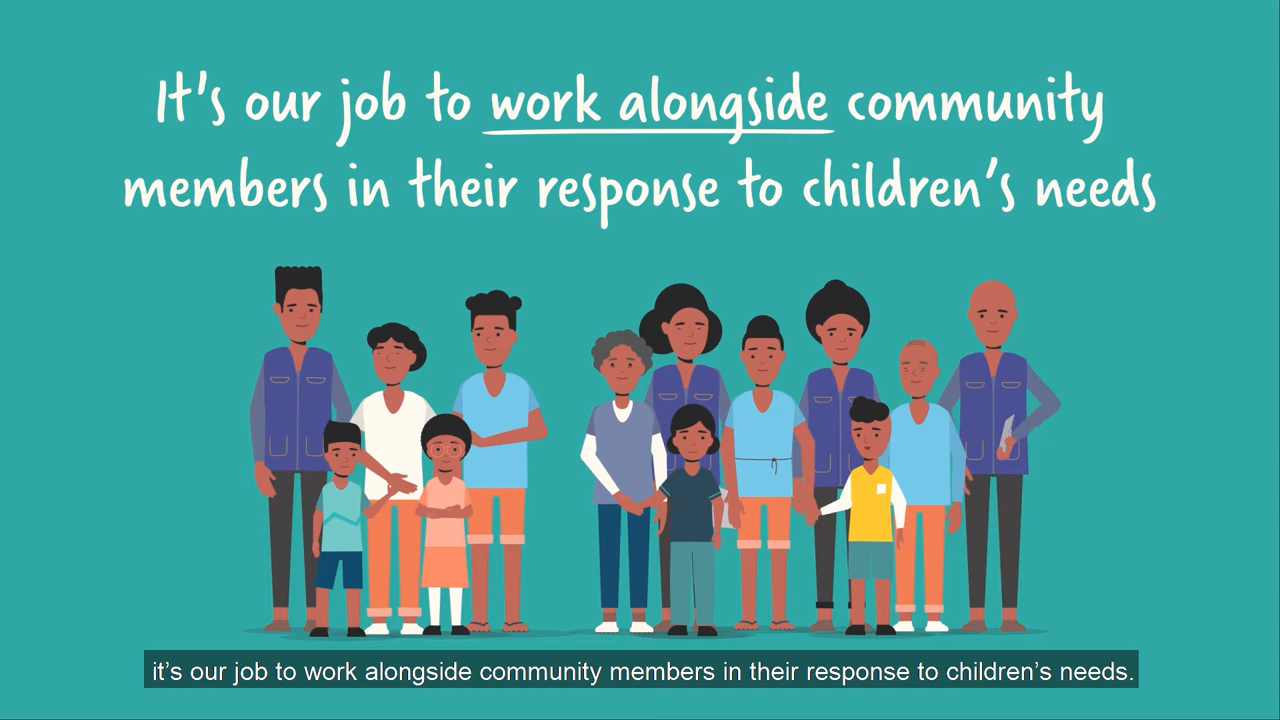 It's our job to work alongside community
members in their response to children's needs
it's our job to work alongside community members in their response to children's needs.